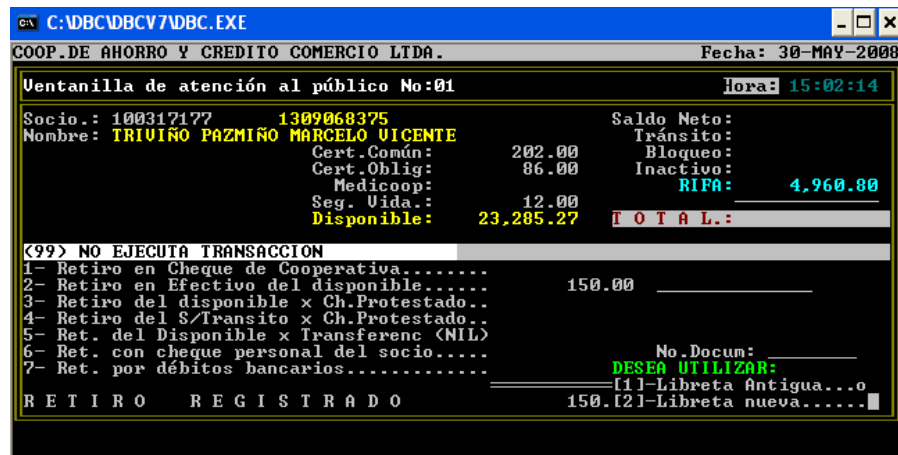 C:\DBC\DBCV7\DBC.EXE
COOP.DE AHORRO Y CREDITO COMERCIO LTDA. Fecha: 30-MAY-2008
Ventanilla de atención al público No:01 Hora: 15:02:14
Socio.: 100317177 1309068375 Saldo Neto:
Nombre: TRIVIÑO PAZMIÑO MARCELO VICENTE Tránsito:
Cert.Común: 202.00 Bloqueo:
Cert.Oblig: 86.00 Inactivo:
Medicoop: RIFA: 4,960.80
Seg. Vida.: 12.00
Disponible: 23,285.27 T O T A L.:
(99) NO EJECUTA TRANSACCION
1- Retiro en Cheque de Cooperativa........
2- Retiro en Efectivo del disponible...... 150.00
3- Retiro del disponible x Ch.Protestado..
4- Retiro del S/Transito x Ch.Protestado..
5- Ret. del Disponible x Transferenc (NIL)
6- Ret. con cheque personal del socio..... No.Docum:
7- Ret. por débitos bancarios............. DESEA UTILIZAR:
[1]-Libreta Antigua...o
R E T I R O R E G I S T R A D O 150.[2]-Libreta nueva......